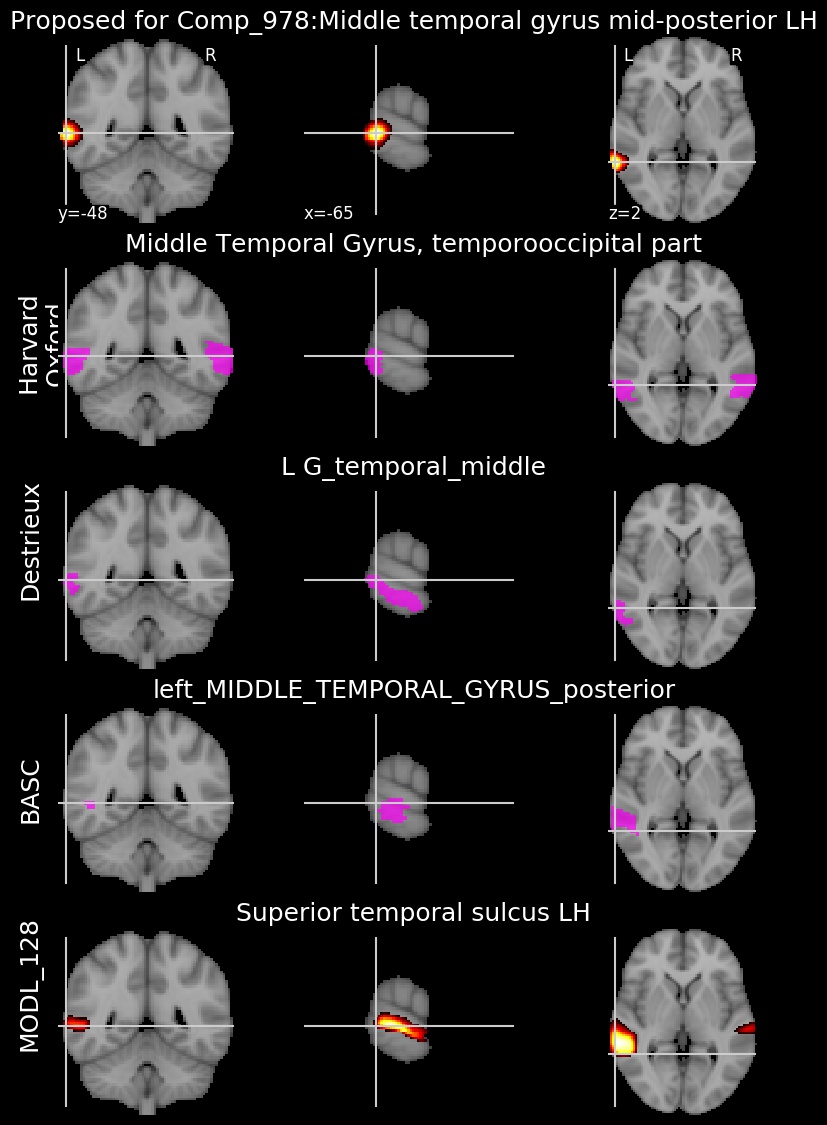 Proposed for Comp_978:Middle temporal gyrus mid-posterior LH
L R L R
y=-48 x=-65 z=2
Middle Temporal Gyrus, temporooccipital part
Harvard
Oxford
L G_temporal_middle
Destrieux
left_MIDDLE_TEMPORAL_GYRUS_posterior
BASC
Superior temporal sulcus LH
MODL_128